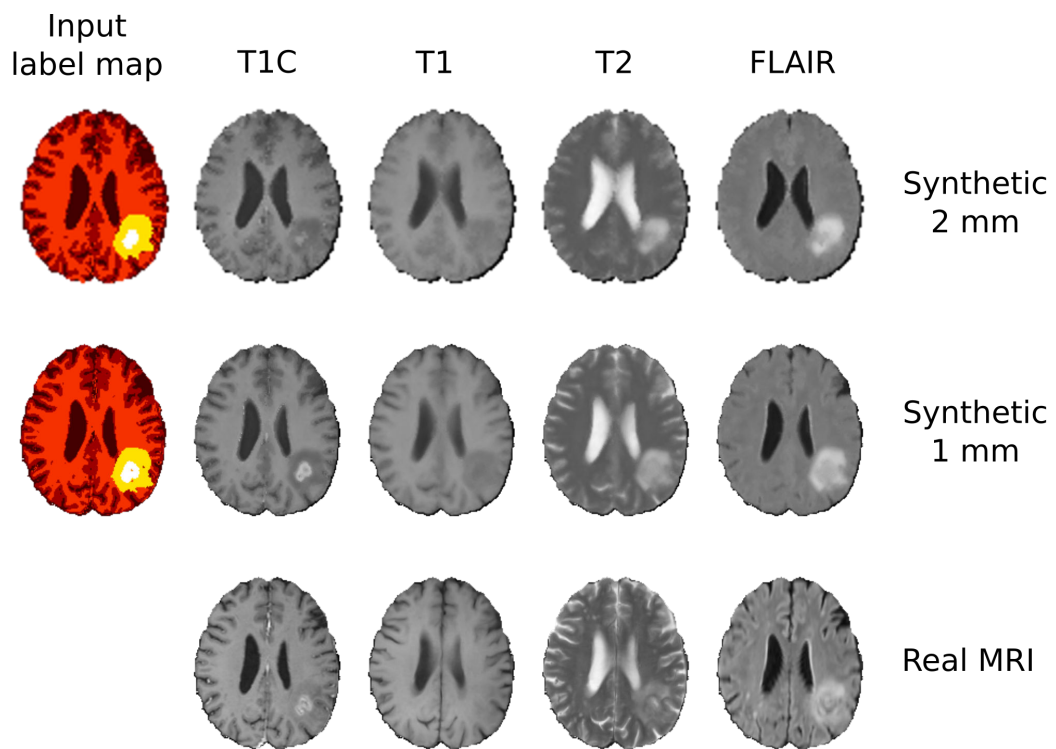 Input
label map
T1C
T1
T2
FLAIR
Synthetic
2 mm
Synthetic
1 mm
Real MRI